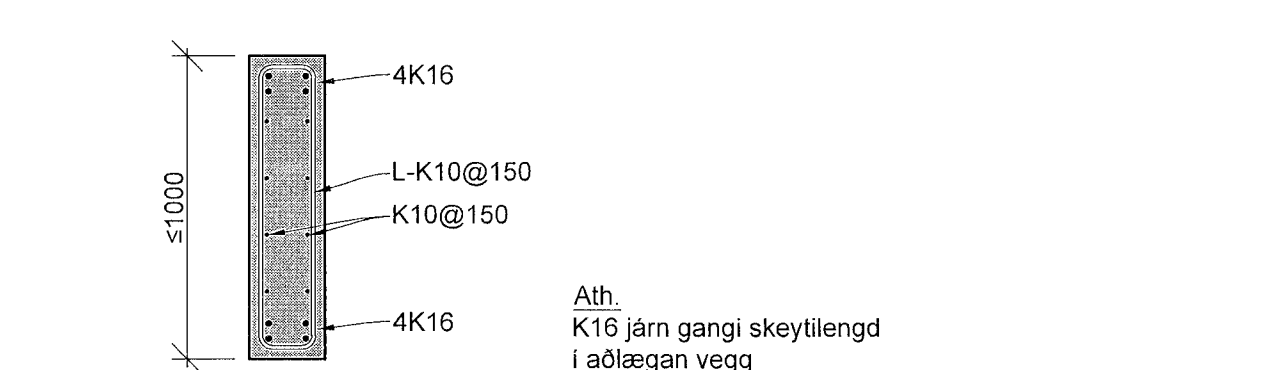 4K16
≤1000
L-K10@150
K10@150
4K16
Ath.
K16 járn gangi skeytilengd
í aðlægan vegg